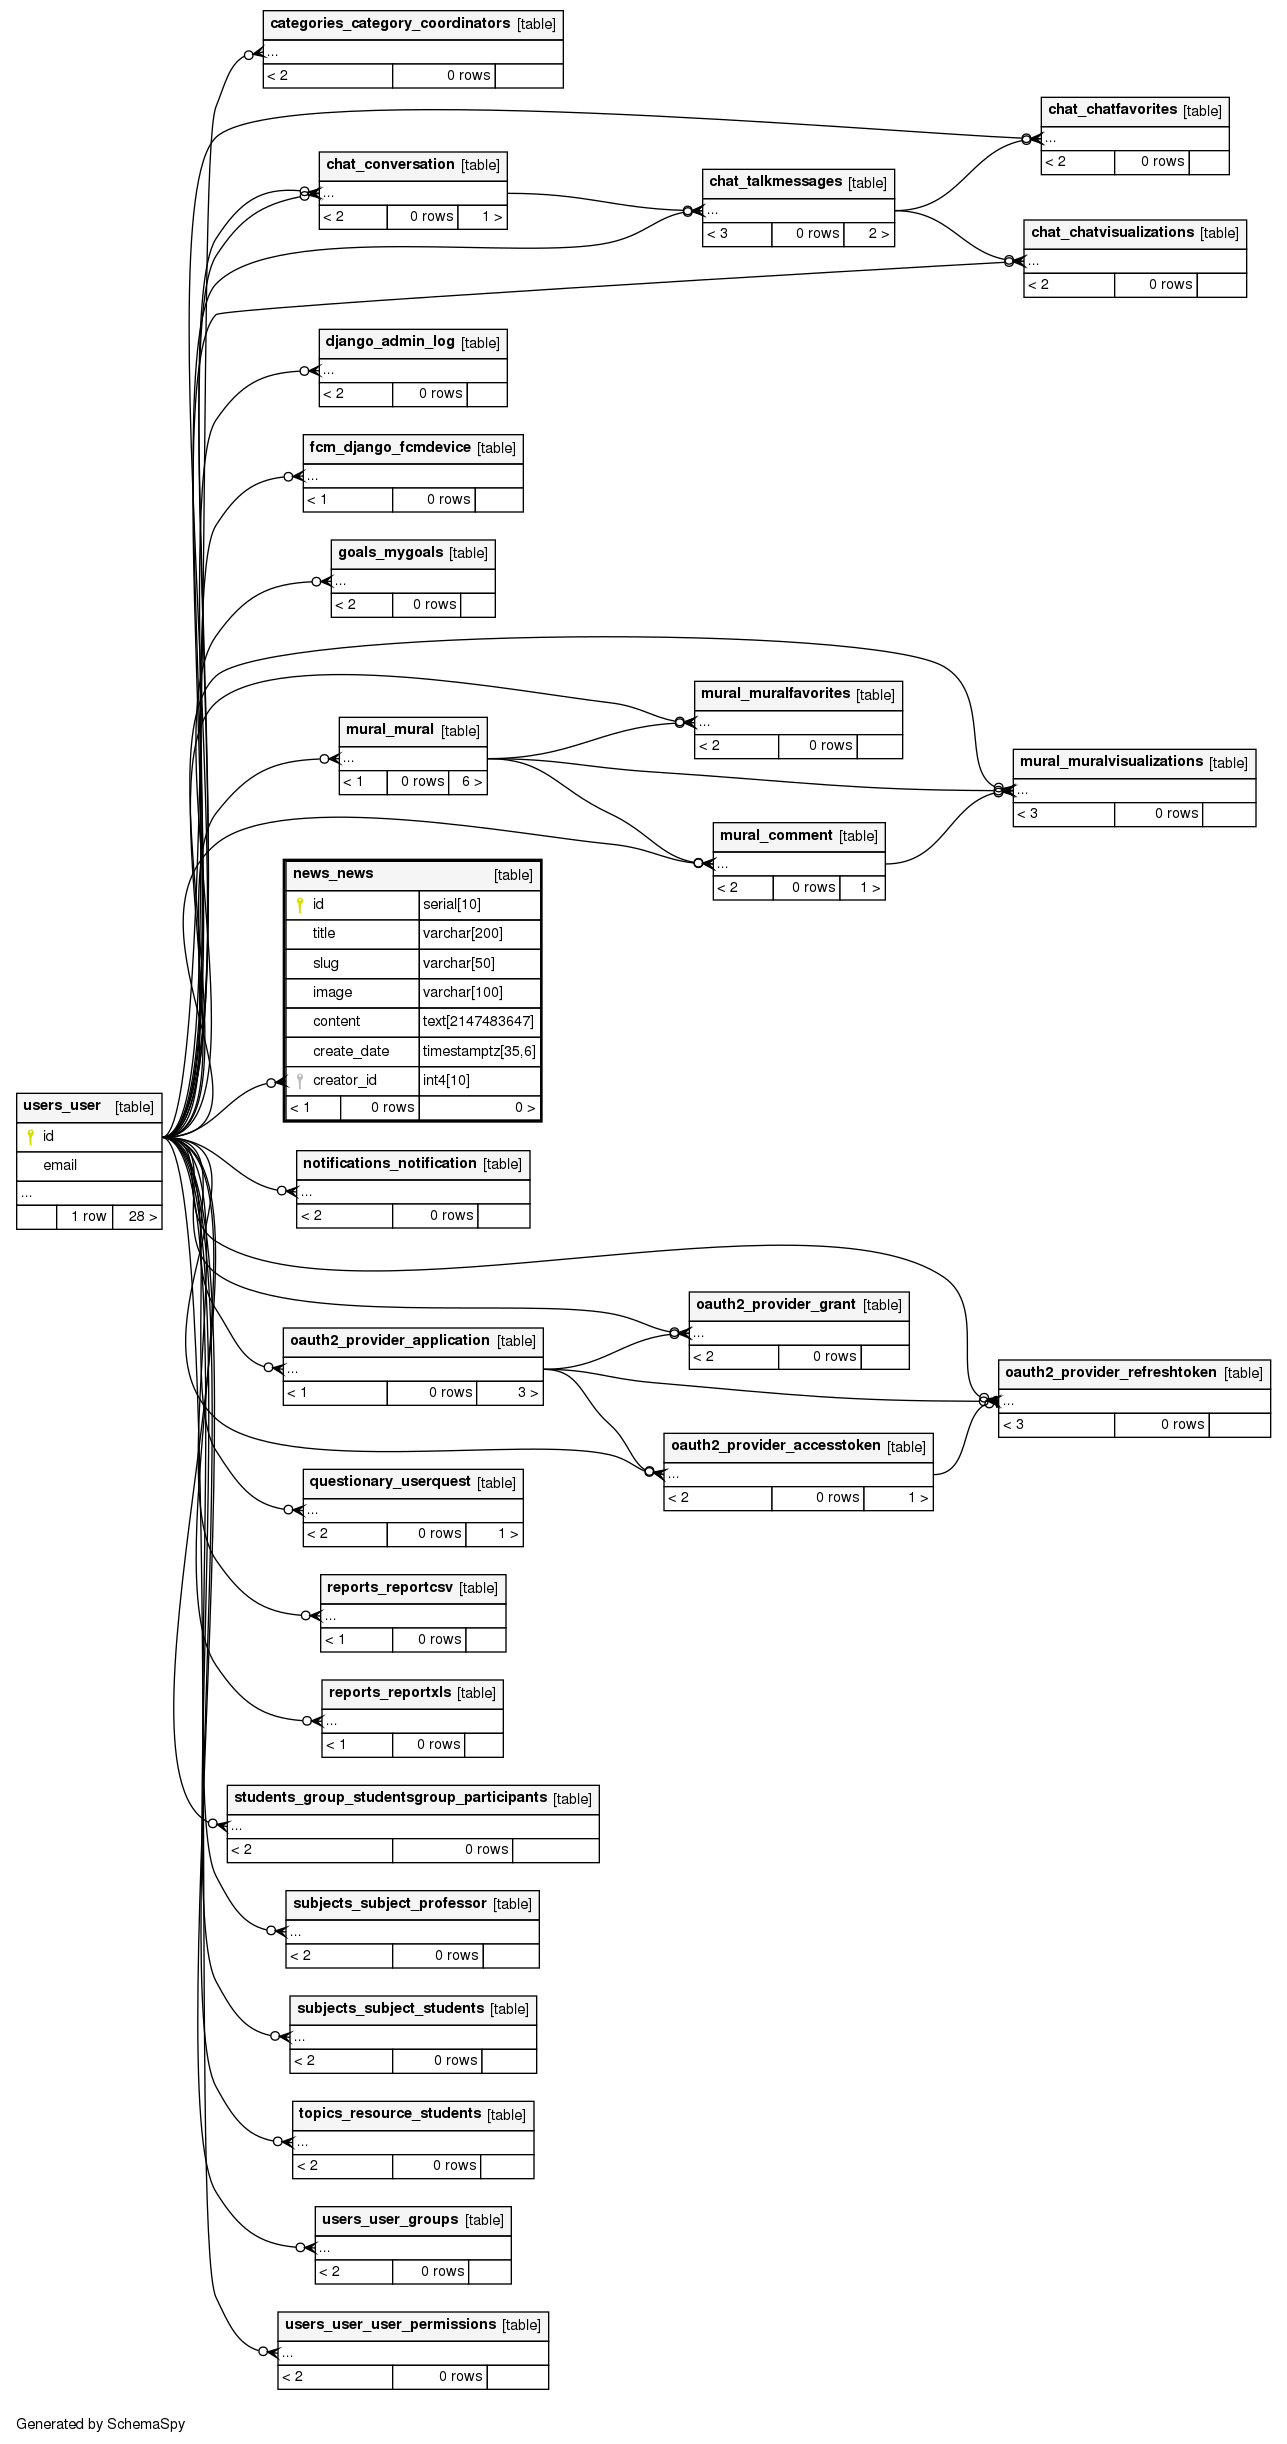 categories_category_coordinators [table]
...
< 2 0 rows
chat_chatfavorites [table]
...
< 2 0 rows
chat_conversation [table]
...
< 2 0 rows 1 >
chat_talkmessages [table]
...
< 3 0 rows 2 >
chat_chatvisualizations [table]
...
< 2 0 rows
django_admin_log [table]
...
< 2 0 rows
fcm_django_fcmdevice [table]
...
< 1 0 rows
goals_mygoals [table]
...
< 2 0 rows
mural_muralfavorites [table]
...
< 2 0 rows
mural_mural [table]
...
< 1 0 rows 6 >
mural_muralvisualizations [table]
...
< 3 0 rows
mural_comment [table]
...
< 2 0 rows 1 >
news_news [table]
id serial[10]
title varchar[200]
slug varchar[50]
image varchar[100]
content text[2147483647]
create_date timestamptz[35,6]
creator_id int4[10]
< 1 0 rows 0 >
users_user [table]
id
email
...
1 row 28 >
notifications_notification [table]
...
< 2 0 rows
oauth2_provider_grant [table]
...
< 2 0 rows
oauth2_provider_application [table]
...
< 1 0 rows 3 >
oauth2_provider_refreshtoken [table]
...
< 3 0 rows
oauth2_provider_accesstoken [table]
...
< 2 0 rows 1 >
questionary_userquest [table]
...
< 2 0 rows 1 >
reports_reportcsv [table]
...
< 1 0 rows
reports_reportxls [table]
...
< 1 0 rows
students_group_studentsgroup_participants [table]
...
< 2 0 rows
subjects_subject_professor [table]
...
< 2 0 rows
subjects_subject_students [table]
...
< 2 0 rows
topics_resource_students [table]
...
< 2 0 rows
users_user_groups [table]
...
< 2 0 rows
users_user_user_permissions [table]
...
< 2 0 rows
Generated by SchemaSpy